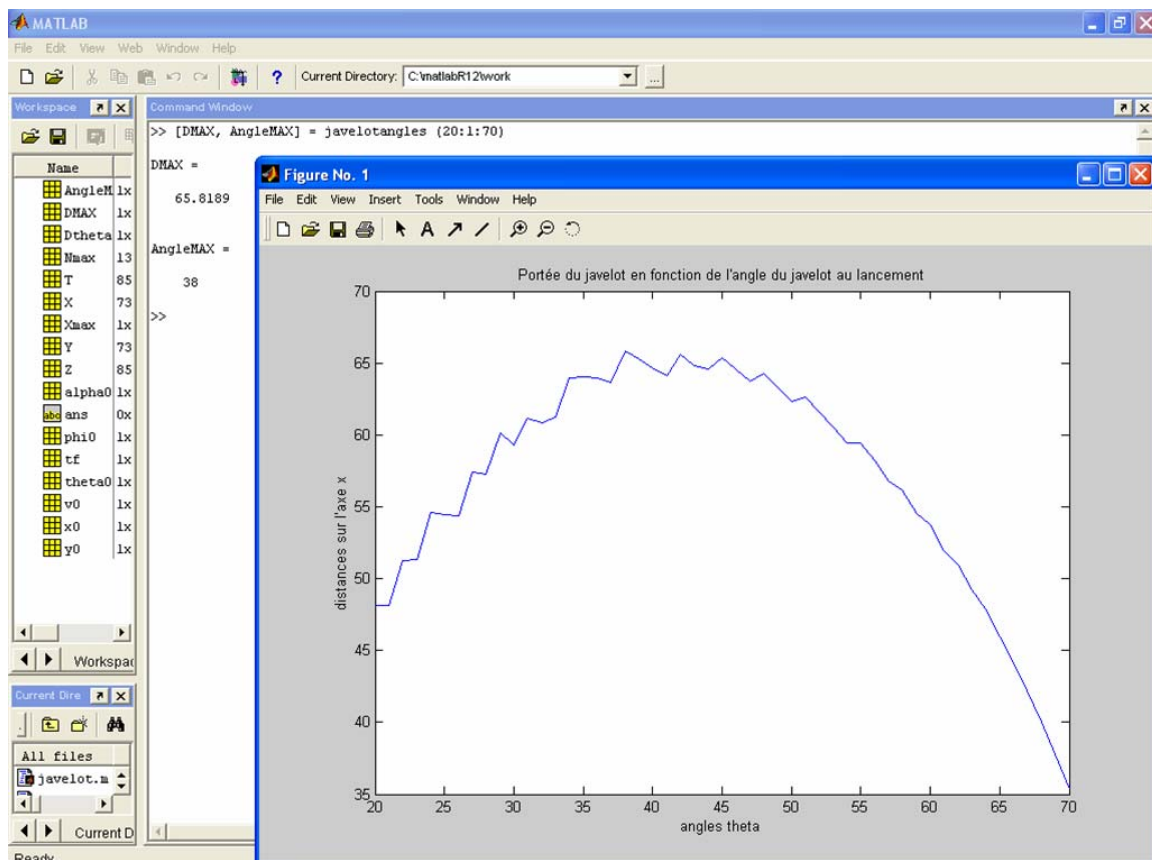 MATLAB
File Edit View Web Window Help
Current Directory: C:\matlabR12\work
...
Workspace
Name
AngleM 1x
DMAX 1x
Dtheta 1x
Nmax 13
T 85
X 73
Xmax 1x
Y 73
Z 85
alpha0 1x
abc ans 0x
phi0 1x
tf 1x
theta0 1x
v0 1x
x0 1x
y0 1x
Workspac
Current Dire
All files
javelot.m
Current D
Ready
Command Window
>> [DMAX, AngleMAX] = javelotangles (20:1:70)
DMAX =
65.8189
AngleMAX =
38
>>
Figure No. 1
File Edit View Insert Tools Window Help
A
Portée du javelot en fonction de l'angle du javelot au lancement
distances sur l'axe x
70
65
60
55
50
45
40
35
20 25 30 35 40 45 50 55 60 65 70
angles theta